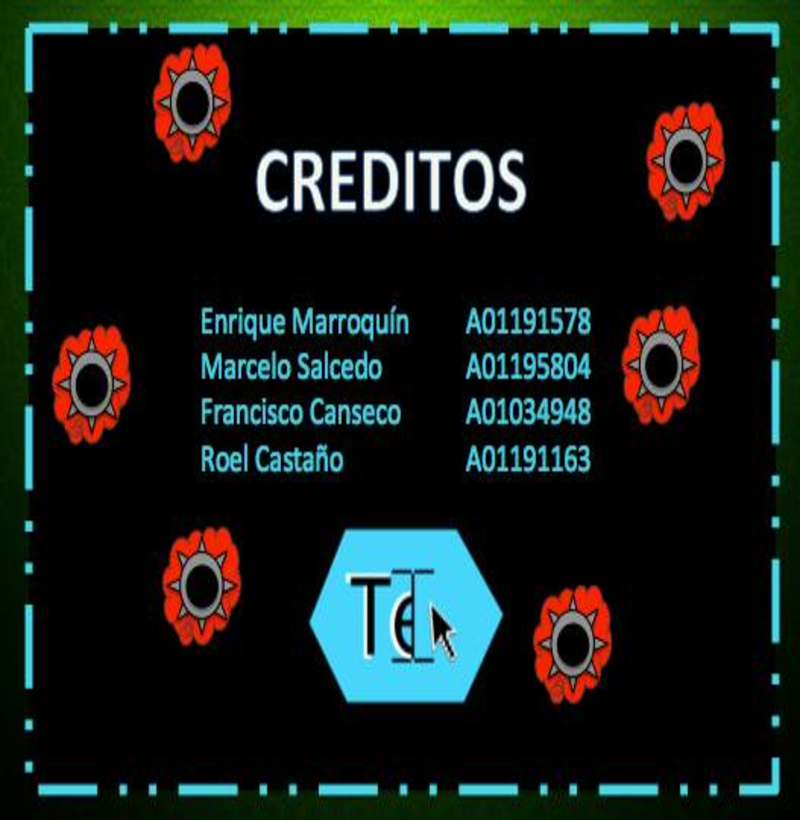 CREDITOS
Enrique Marroquín A01191578
Marcelo Salcedo A01195804
Francisco Canseco A01034948
Roel Castaño A01191163
Te